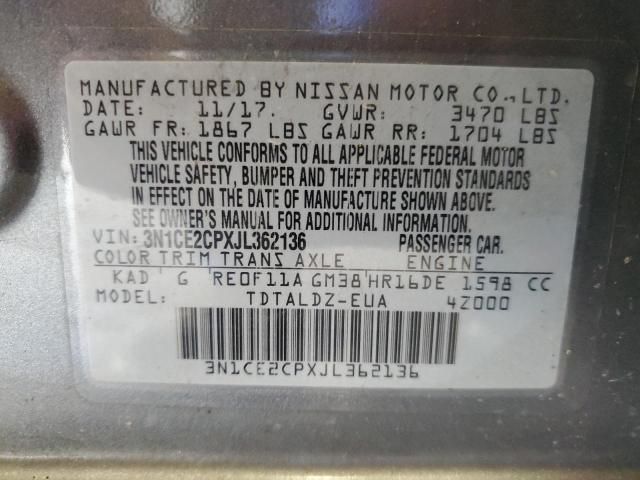 MANUFACTURED BY NISSAN MOTOR CO., LTD.
DATE: 11/17. GVWR: 3470 LBS
GAWR FR: 1867 LBS GAWR RR: 1704 LBS
THIS VEHICLE CONFORMS TO ALL APPLICABLE FEDERAL MOTOR
VEHICLE SAFETY, BUMPER AND THEFT PREVENTION STANDARDS
IN EFFECT ON THE DATE OF MANUFACTURE SHOWN ABOVE.
SEE OWNER'S MANUAL FOR ADDITIONAL INFORMATION.
VIN: 3N1CE2CPXJL362136 PASSENGER CAR.
COLOR TRIM TRANS AXLE ENGINE
KAD G RE0F11A GM38 HR16DE 1598 CC
MODEL: TDTALDZ-EUA 4Z000
3N1CE2CPXJL362136